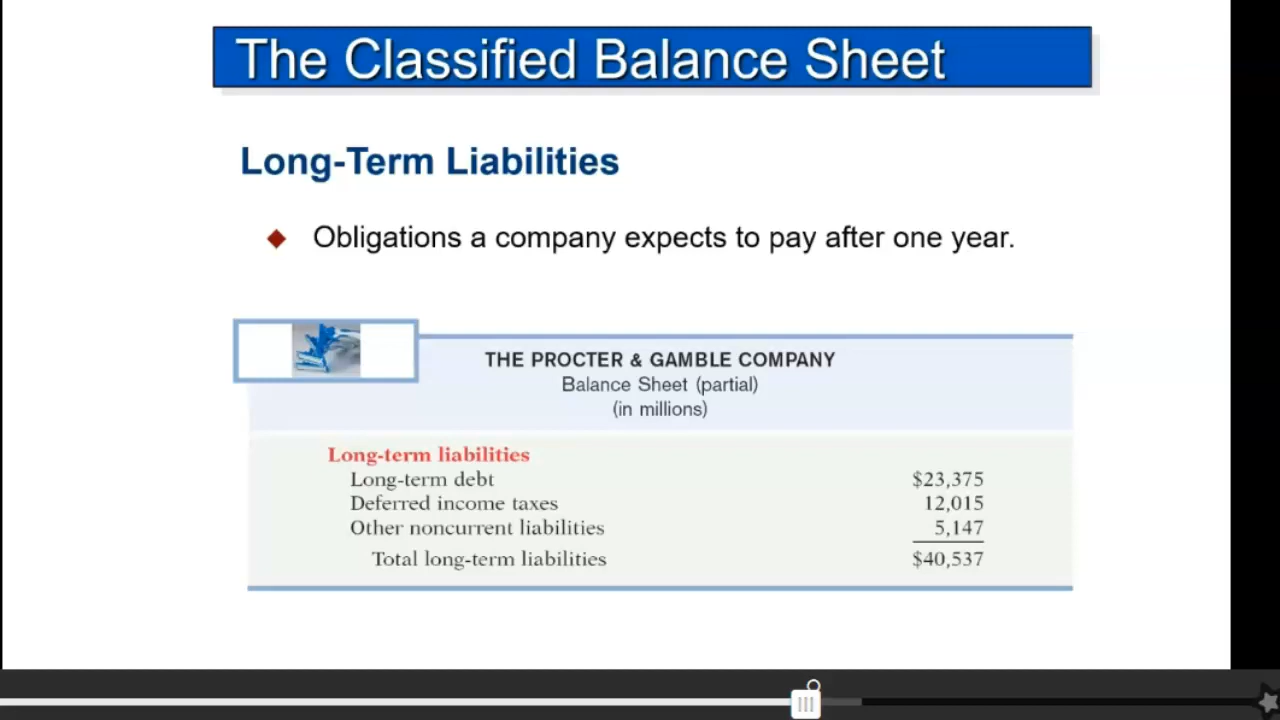 The Classified Balance Sheet
Long-Term Liabilities
Obligations a company expects to pay after one year.
THE PROCTER & GAMBLE COMPANY
Balance Sheet (partial)
(in millions)
Long-term liabilities
Long-term debt $23,375
Deferred income taxes 12,015
Other noncurrent liabilities 5,147
Total long-term liabilities $40,537